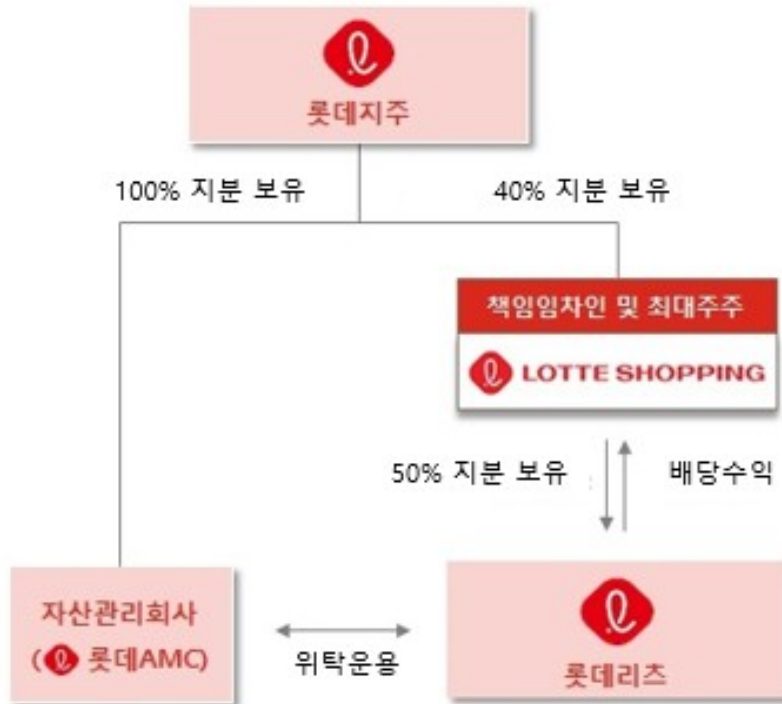 롯데지주
100% 지분 보유
40% 지분 보유
책임임차인 및 최대주주
LOTTE SHOPPING
50% 지분 보유
배당수익
자산관리회사
(롯데AMC)
위탁운용
롯데리츠